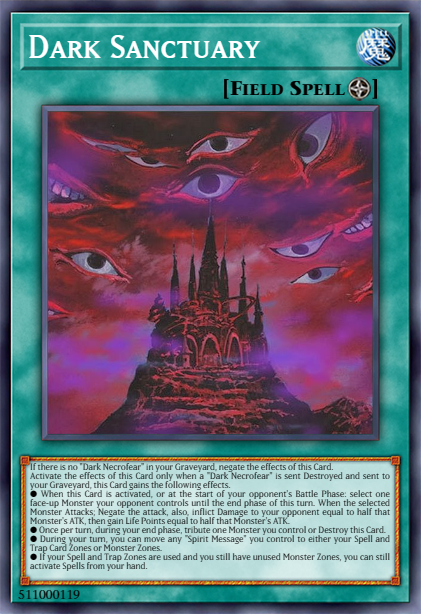 Dark Sanctuary
魔
[Field Spell]
If there is no "Dark Necrofear" in your Graveyard, negate the effects of this Card.
Activate the effects of this Card only when a "Dark Necrofear" is sent Destroyed and sent to
your Graveyard, this Card gains the following effects.
● When this Card is activated, or at the start of your opponent's Battle Phase: select one
face-up Monster your opponent controls until the end phase of this turn. When the selected
Monster Attacks; Negate the attack, also, inflict Damage to your opponent equal to half that
Monster's ATK, then gain Life Points equal to half that Monster's ATK.
● Once per turn, during your end phase, tribute one Monster you control or Destroy this Card.
● During your turn, you can move any "Spirit Message" you control to either your Spell and
Trap Card Zones or Monster Zones.
● If your Spell and Trap Zones are used and you still have unused Monster Zones, you can still
activate Spells from your hand.
511000119